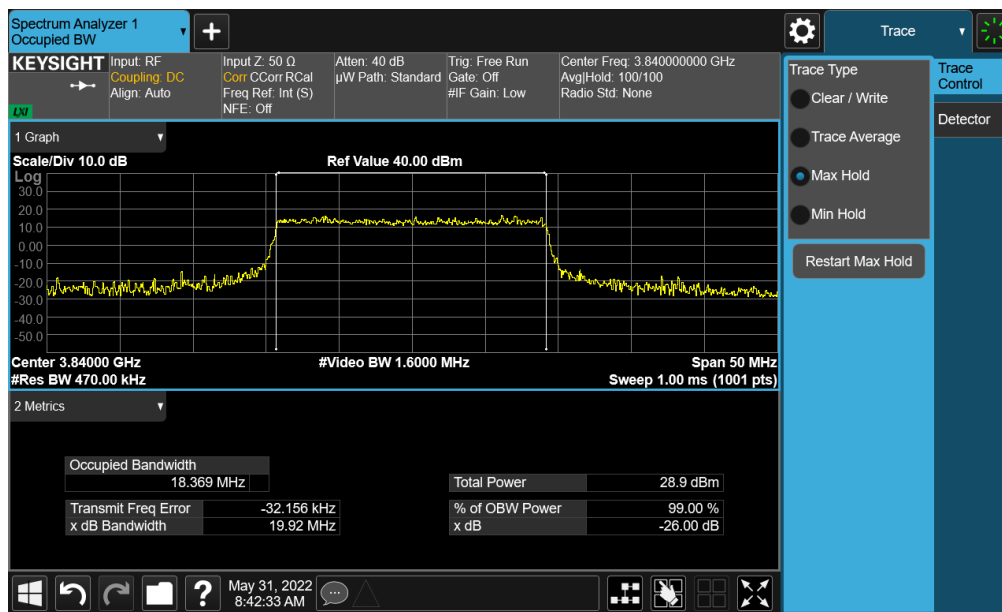 Spectrum Analyzer 1
Occupied BW
+
Trace
KEYSIGHT
LXI
Input: RF
Coupling: DC
Align: Auto
Input Z: 50 Ω
Corr CCorr RCal
Freq Ref: Int (S)
NFE: Off
Atten: 40 dB
µW Path: Standard
Trig: Free Run
Gate: Off
#IF Gain: Low
Center Freq: 3.840000000 GHz
Avg|Hold: 100/100
Radio Std: None
Trace Type
Clear / Write
Trace Average
Max Hold
Min Hold
Restart Max Hold
Trace
Control
Detector
1 Graph
Scale/Div 10.0 dB
Ref Value 40.00 dBm
Log
30.0
20.0
10.0
0.00
-10.0
-20.0
-30.0
-40.0
-50.0
Center 3.84000 GHz
#Video BW 1.6000 MHz
Span 50 MHz
#Res BW 470.00 kHz
Sweep 1.00 ms (1001 pts)
2 Metrics
Occupied Bandwidth
18.369 MHz
Total Power 28.9 dBm
Transmit Freq Error -32.156 kHz
% of OBW Power 99.00 %
x dB Bandwidth 19.92 MHz
x dB -26.00 dB
?
May 31, 2022
8:42:33 AM